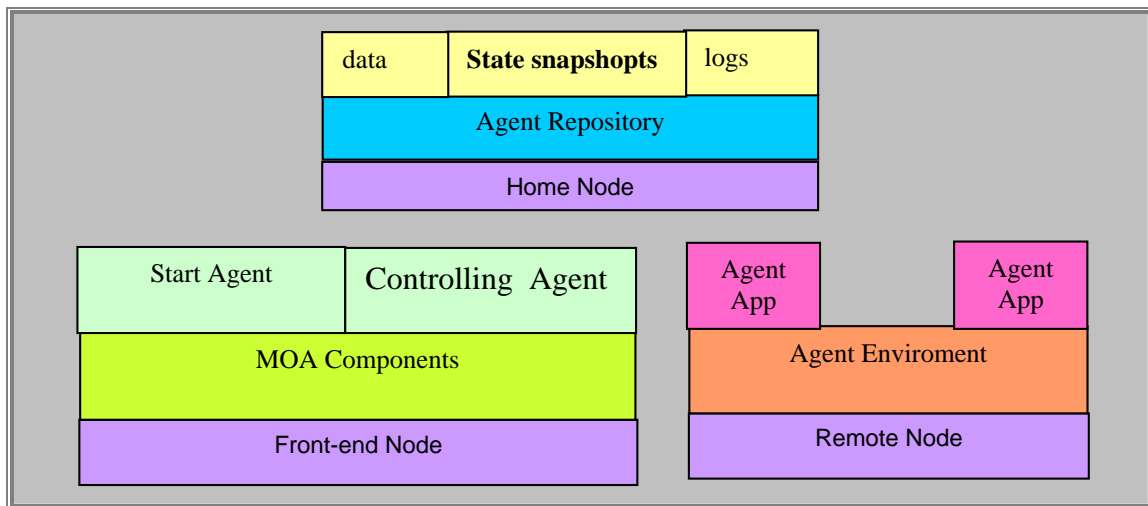 data State snapshopts logs
Agent Repository
Home Node
Start Agent Controlling Agent
MOA Components
Front-end Node
Agent
App
Agent
App
Agent Enviroment
Remote Node